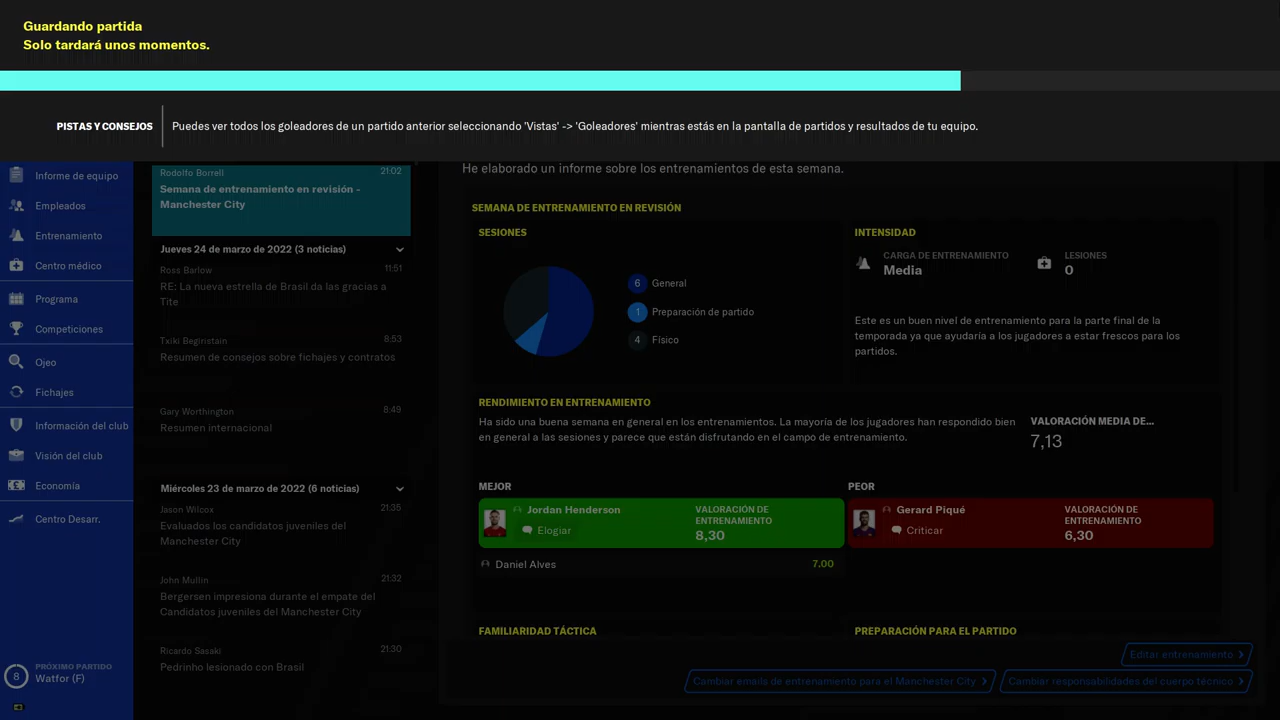 Guardando partida
Solo tardará unos momentos.
PISTAS Y CONSEJOS
Puedes ver todos los goleadores de un partido anterior seleccionando 'Vistas' -> 'Goleadores' mientras estás en la pantalla de partidos y resultados de tu equipo.
Informe de equipo
Empleados
Entrenamiento
Centro médico
Programa
Competiciones
Ojeo
Fichajes
Información del club
Visión del club
Economía
Centro Desarr.
PRÓXIMO PARTIDO
8
Watfor (F)
Rodolfo Borrell
21:02
Semana de entrenamiento en revisión -
Manchester City
Jueves 24 de marzo de 2022 (3 noticias)
Ross Barlow
11:51
RE: La nueva estrella de Brasil da las gracias a
Tite
Txiki Begiristain
8:53
Resumen de consejos sobre fichajes y contratos
Gary Worthington
8:49
Resumen internacional
Miércoles 23 de marzo de 2022 (6 noticias)
Jason Wilcox
21:35
Evaluados los candidatos juveniles del
Manchester City
John Mullin
21:32
Bergersen impresiona durante el empate del
Candidatos juveniles del Manchester City
Ricardo Sasaki
21:30
Pedrinho lesionado con Brasil
He elaborado un informe sobre los entrenamientos de esta semana.
SEMANA DE ENTRENAMIENTO EN REVISIÓN
SESIONES
6 General
1 Preparación de partido
4 Físico
INTENSIDAD
CARGA DE ENTRENAMIENTO
Media
LESIONES
0
Este es un buen nivel de entrenamiento para la parte final de la
temporada ya que ayudaría a los jugadores a estar frescos para los
partidos.
RENDIMIENTO EN ENTRENAMIENTO
Ha sido una buena semana en general en los entrenamientos. La mayoría de los jugadores han respondido bien
en general a las sesiones y parece que están disfrutando en el campo de entrenamiento.
VALORACIÓN MEDIA DE...
7,13
MEJOR
Jordan Henderson
Elogiar
VALORACIÓN DE
ENTRENAMIENTO
8,30
Daniel Alves
7.00
PEOR
Gerard Piqué
Criticar
VALORACIÓN DE
ENTRENAMIENTO
6,30
FAMILIARIDAD TÁCTICA
PREPARACIÓN PARA EL PARTIDO
Editar entrenamiento
Cambiar emails de entrenamiento para el Manchester City
Cambiar responsabilidades del cuerpo técnico